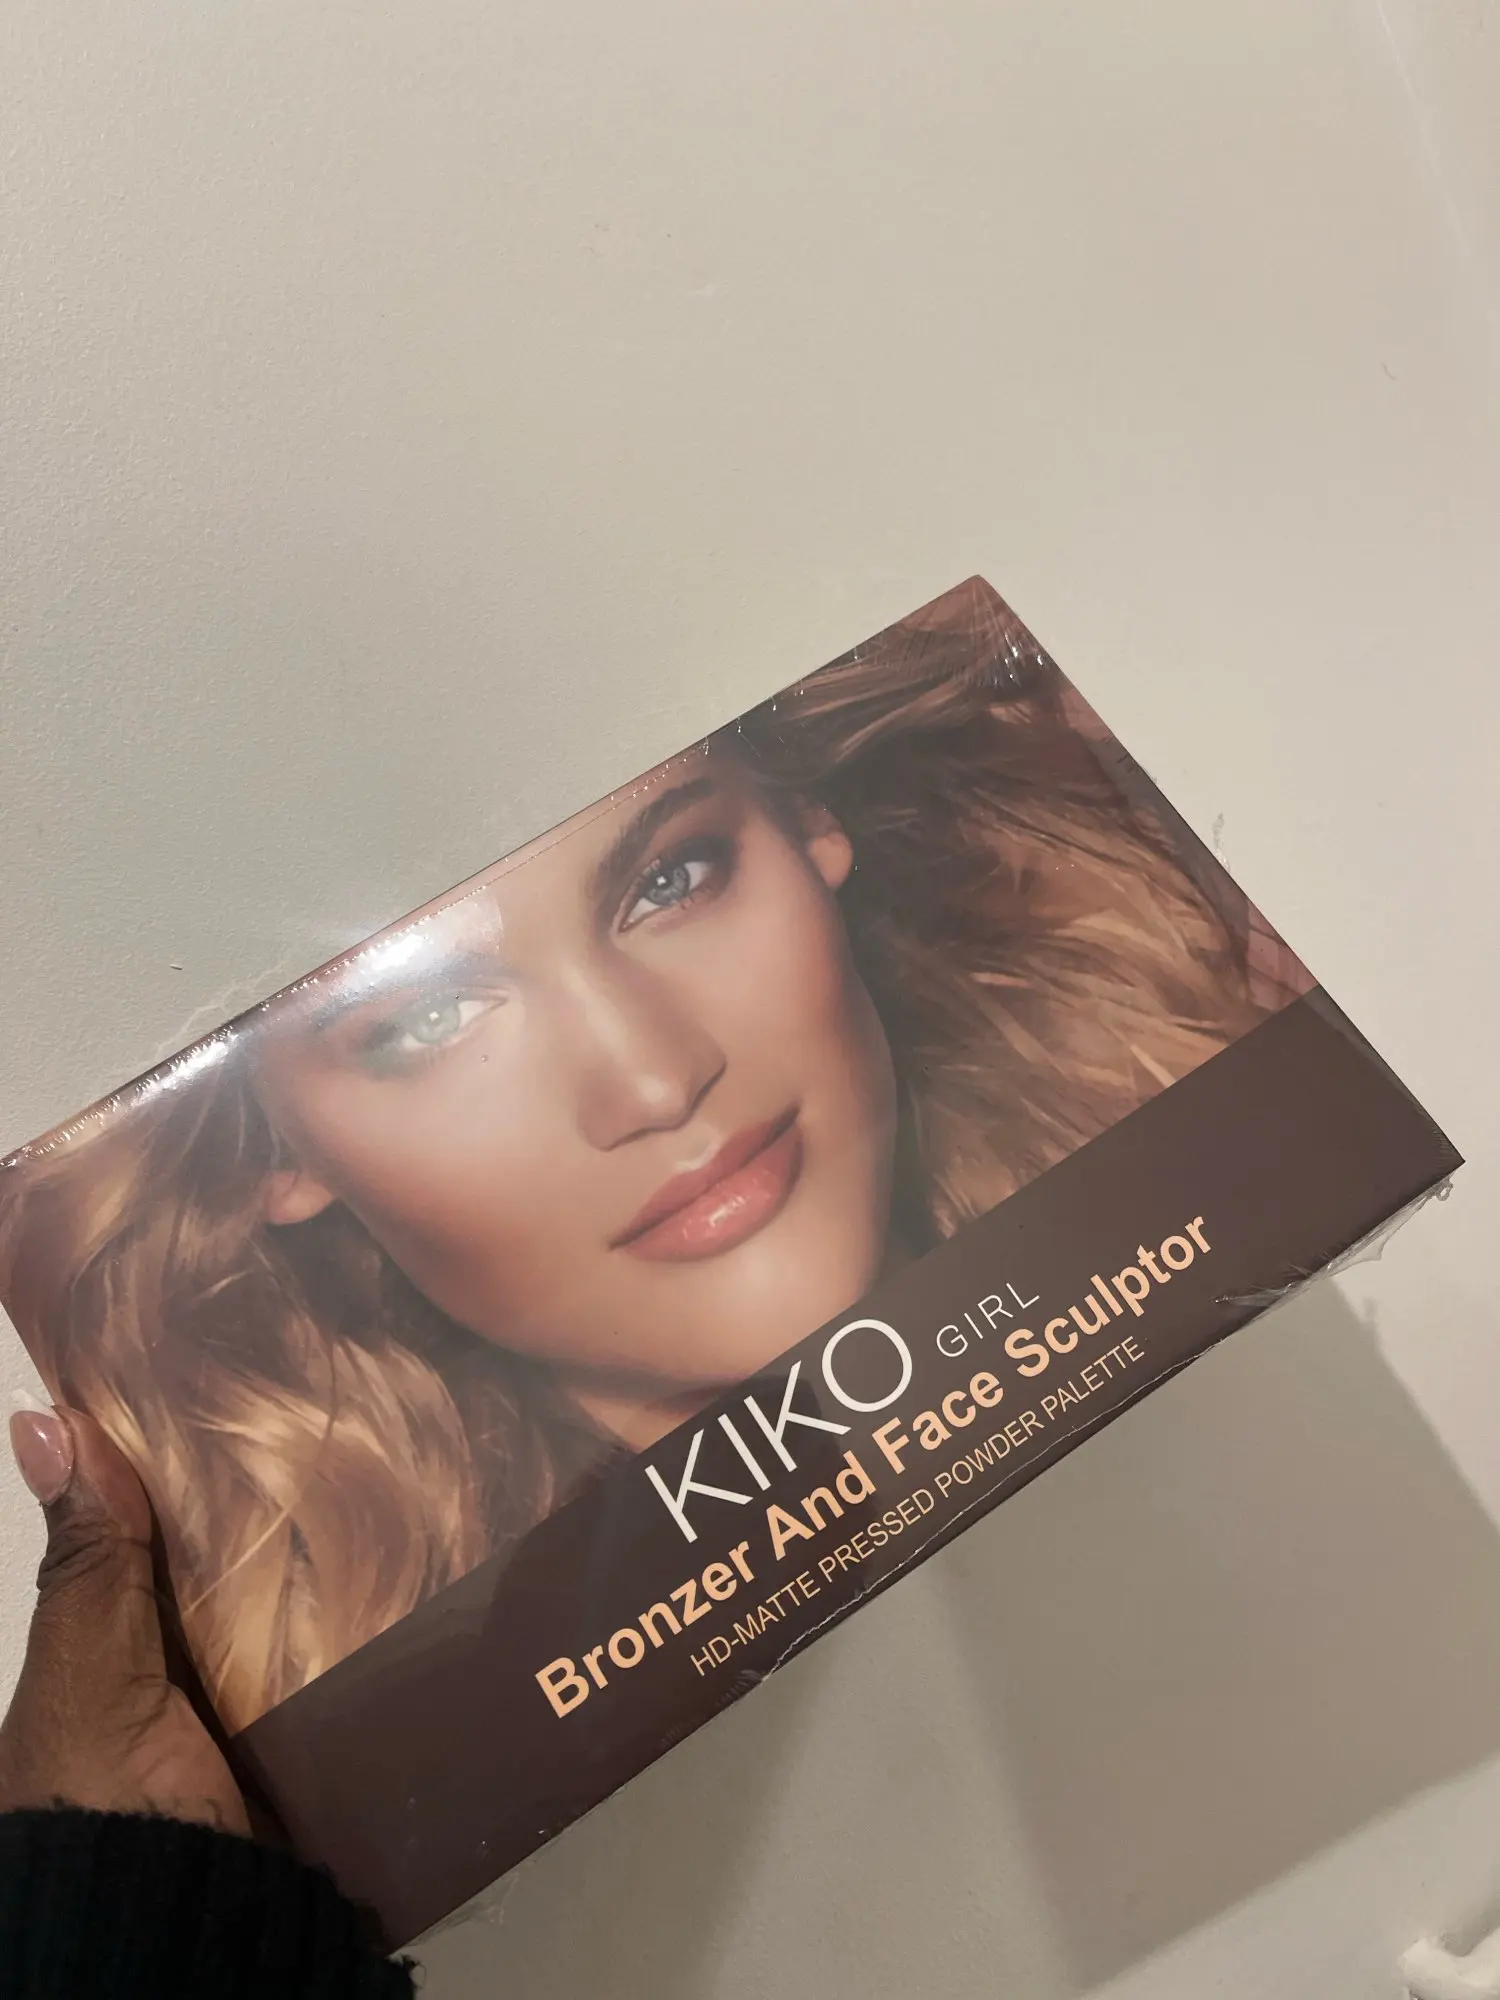 KIKO GIRL
Bronzer And Face Sculptor
HD-MATTE PRESSED POWDER PALETTE